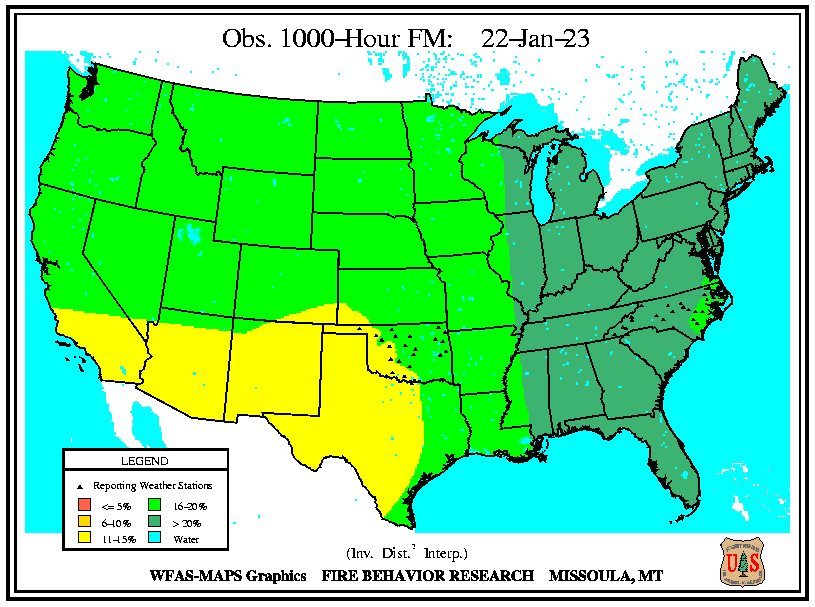 Obs. 1000-Hour FM: 22-Jan-23
LEGEND
Reporting Weather Stations
<= 5% 16-20%
6-10% > 20%
11-15% Water
(Inv. Dist.² Interp.)
WFAS-MAPS Graphics FIRE BEHAVIOR RESEARCH MISSOULA, MT
U S